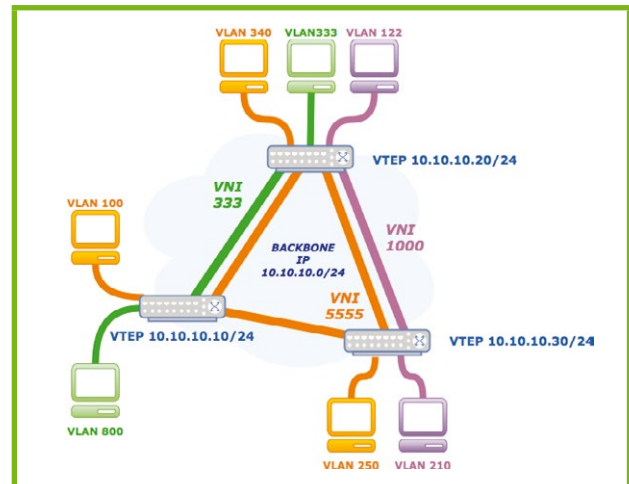 VLAN 340
VLAN333
VLAN 122
VTEP 10.10.10.20/24
VNI
333
VLAN 100
VNI
1000
BACKBONE
IP
10.10.10.0/24
VNI
5555
VTEP 10.10.10.10/24
VTEP 10.10.10.30/24
VLAN 800
VLAN 250
VLAN 210